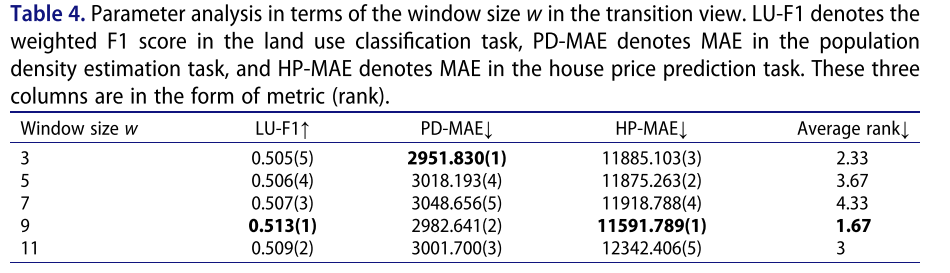 Table 4. Parameter analysis in terms of the window size w in the transition view. LU-F1 denotes the
weighted F1 score in the land use classification task, PD-MAE denotes MAE in the population
density estimation task, and HP-MAE denotes MAE in the house price prediction task. These three
columns are in the form of metric (rank).
Window size w LU-F1↑ PD-MAE↓ HP-MAE↓ Average rank↓
3 0.505(5) 2951.830(1) 11885.103(3) 2.33
5 0.506(4) 3018.193(4) 11875.263(2) 3.67
7 0.507(3) 3048.656(5) 11918.788(4) 4.33
9 0.513(1) 2982.641(2) 11591.789(1) 1.67
11 0.509(2) 3001.700(3) 12342.406(5) 3